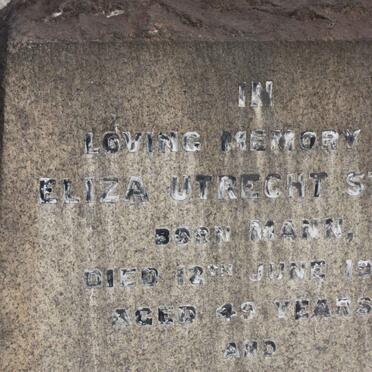 IN
LOVING MEMORY
ELIZA UTRECHT
BORN MANN,
DIED 12TH JUNE
AGED 49 YEARS
AND